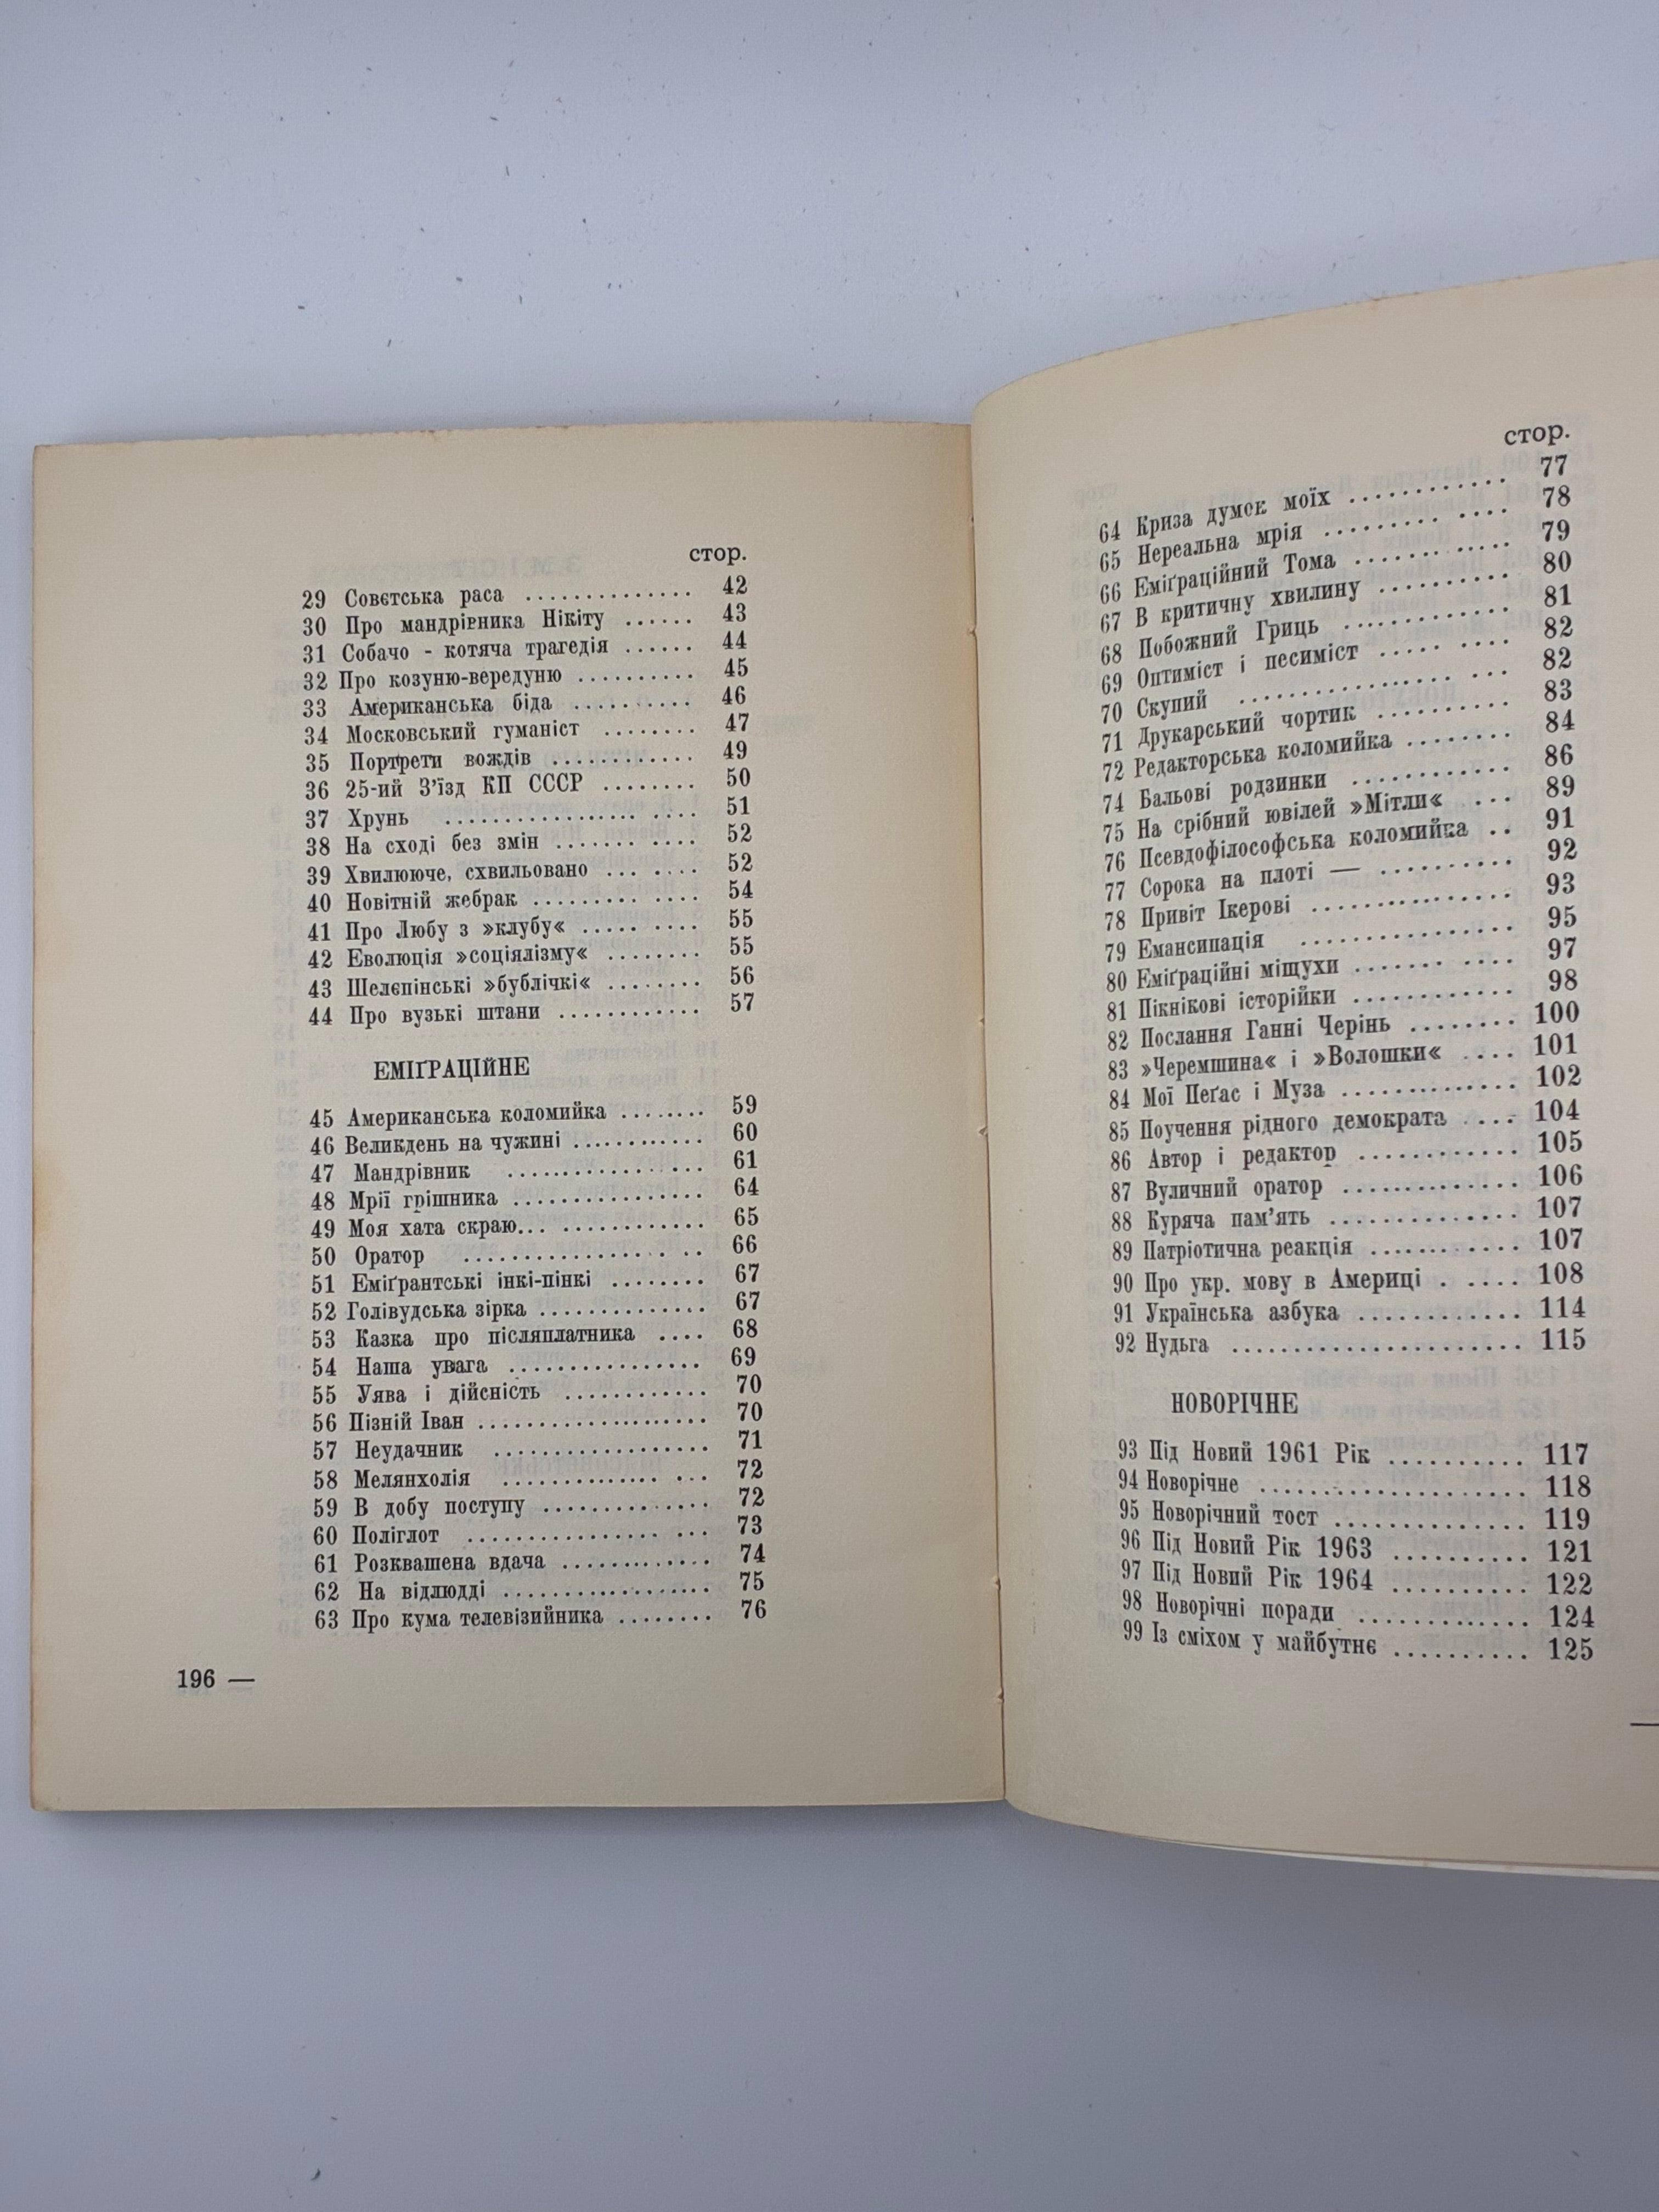 стор.
29 Совєтська раса .............. 42
30 Про мандрівника Нікіту ...... 43
31 Собачо - котяча трагедія ...... 44
32 Про козуню-вередуню .......... 45
33 Американська біда .......... 46
34 Московський гуманіст ........ 47
35 Портрети вождів ............ 49
36 25-ий З'їзд КП СССР ........ 50
37 Хрунь .................... 51
38 На сході без змін ........... 52
39 Хвилююче, схвильовано ....... 52
40 Новітній жебрак ............. 54
41 Про Любу з »клубу« ......... 55
42 Еволюція »соціялізму« ........ 55
43 Шелєпінські »бублічкі« ........ 56
44 Про вузькі штани ............ 57
ЕМІҐРАЦІЙНЕ
45 Американська коломийка ........ 59
46 Великдень на чужині ............ 60
47 Мандрівник ................. 61
48 Мрії грішника ................ 64
49 Моя хата скраю... ............ 65
50 Оратор .................... 66
51 Еміґрантські інкі-пінкі ........ 67
52 Голівудська зірка .............. 67
53 Казка про післяплатника .... 68
54 Наша увага ................ 69
55 Уява і дійсність ............ 70
56 Пізній Іван ................... 70
57 Неудачник .................. 71
58 Мелянхолія ................. 72
59 В добу поступу .............. 72
60 Поліглот .................... 73
61 Розквашена вдача ............. 74
62 На відлюдді .................. 75
63 Про кума телевізийника ........ 76
196 —
стор.
64 Криза думок моїх ............ 77
65 Нереальна мрія ............. 78
66 Еміґраційний Тома ............ 79
67 В критичну хвилину .......... 80
68 Побожний Гриць ............. 81
69 Оптиміст і песиміст ......... 82
70 Скупий ................... 82
71 Друкарський чортик .......... 83
72 Редакторська коломийка ........ 84
74 Бальові родзинки ............ 86
75 На срібний ювілей »Мітли« ... 89
76 Псевдофілософська коломийка .. 91
77 Сорока на плоті — .......... 92
78 Привіт Ікерові ............... 93
79 Емансипація ................ 95
80 Еміґраційні міщухи ........... 97
81 Пікнікові історійки ............ 98
82 Послання Ганні Черінь ........ 100
83 »Черемшина« і »Волошки« .... 101
84 Мої Пеґас і Муза ............. 102
85 Поучення рідного демократа .... 104
86 Автор і редактор ............ 105
87 Вуличний оратор ............. 106
88 Куряча пам'ять .............. 107
89 Патріотична реакція ........... 107
90 Про укр. мову в Америці . .... 108
91 Українська азбука ............ 114
92 Нудьга ...................... 115
НОВОРІЧНЕ
93 Під Новий 1961 Рік .......... 117
94 Новорічне .................... 118
95 Новорічний тост .............. 119
96 Під Новий Рік 1963 .......... 121
97 Під Новий Рік 1964 .......... 122
98 Новорічні поради ............. 124
99 Із сміхом у майбутнє .......... 125